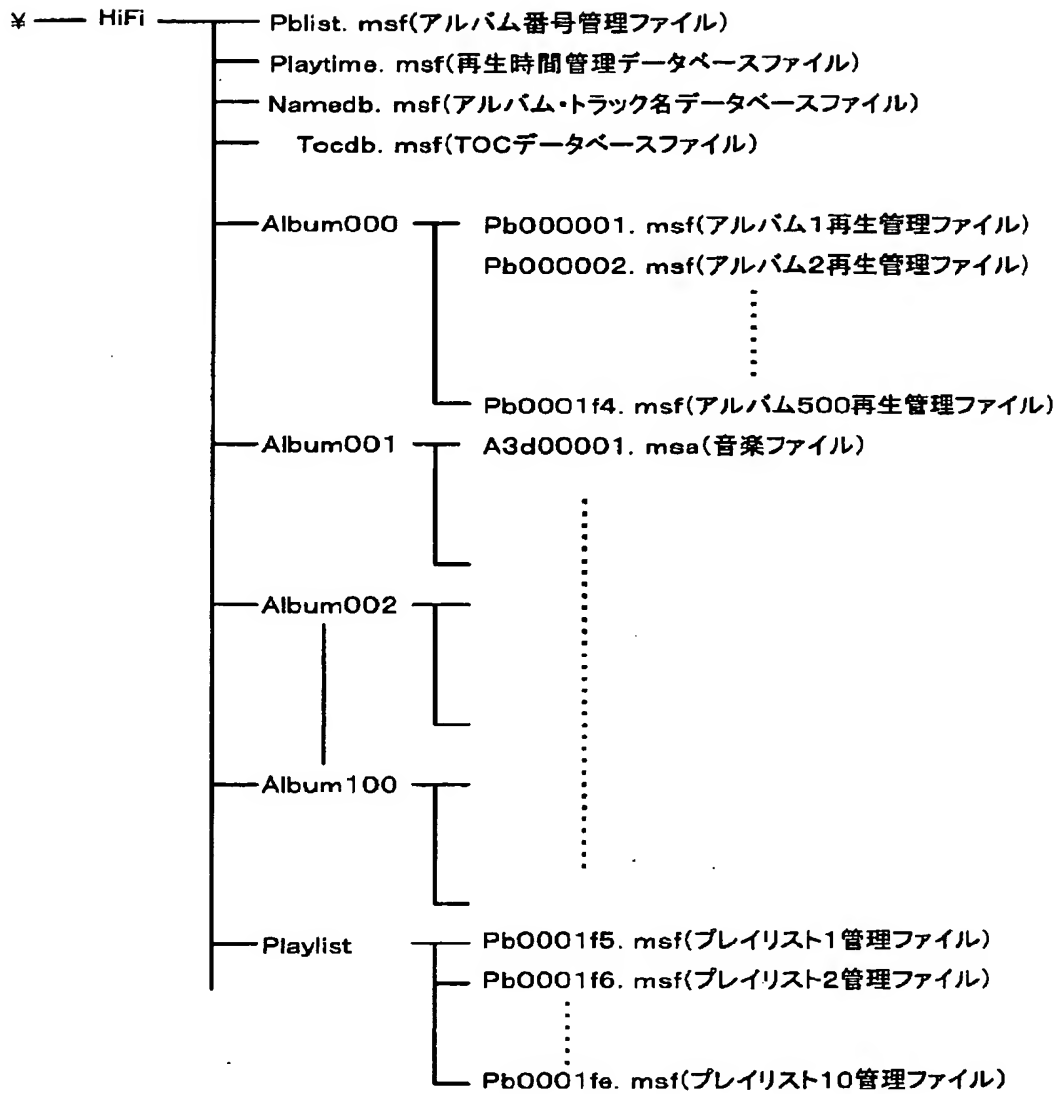 ¥ HiFi Pblist. msf(アルバム番号管理ファイル)
Playtime. msf(再生時間管理データベースファイル)
Namedb. msf(アルバム・トラック名データベースファイル)
Tocdb. msf(TOCデータベースファイル)
Album000 Pb000001. msf(アルバム1再生管理ファイル)
Pb000002. msf(アルバム2再生管理ファイル)
Pb0001f4. msf(アルバム500再生管理ファイル)
Album001 A3d00001. msa(音楽ファイル)
Album002
Album100
Playlist Pb0001f5. msf(プレイリスト1管理ファイル)
Pb0001f6. msf(プレイリスト2管理ファイル)
Pb0001fe. msf(プレイリスト10管理ファイル)